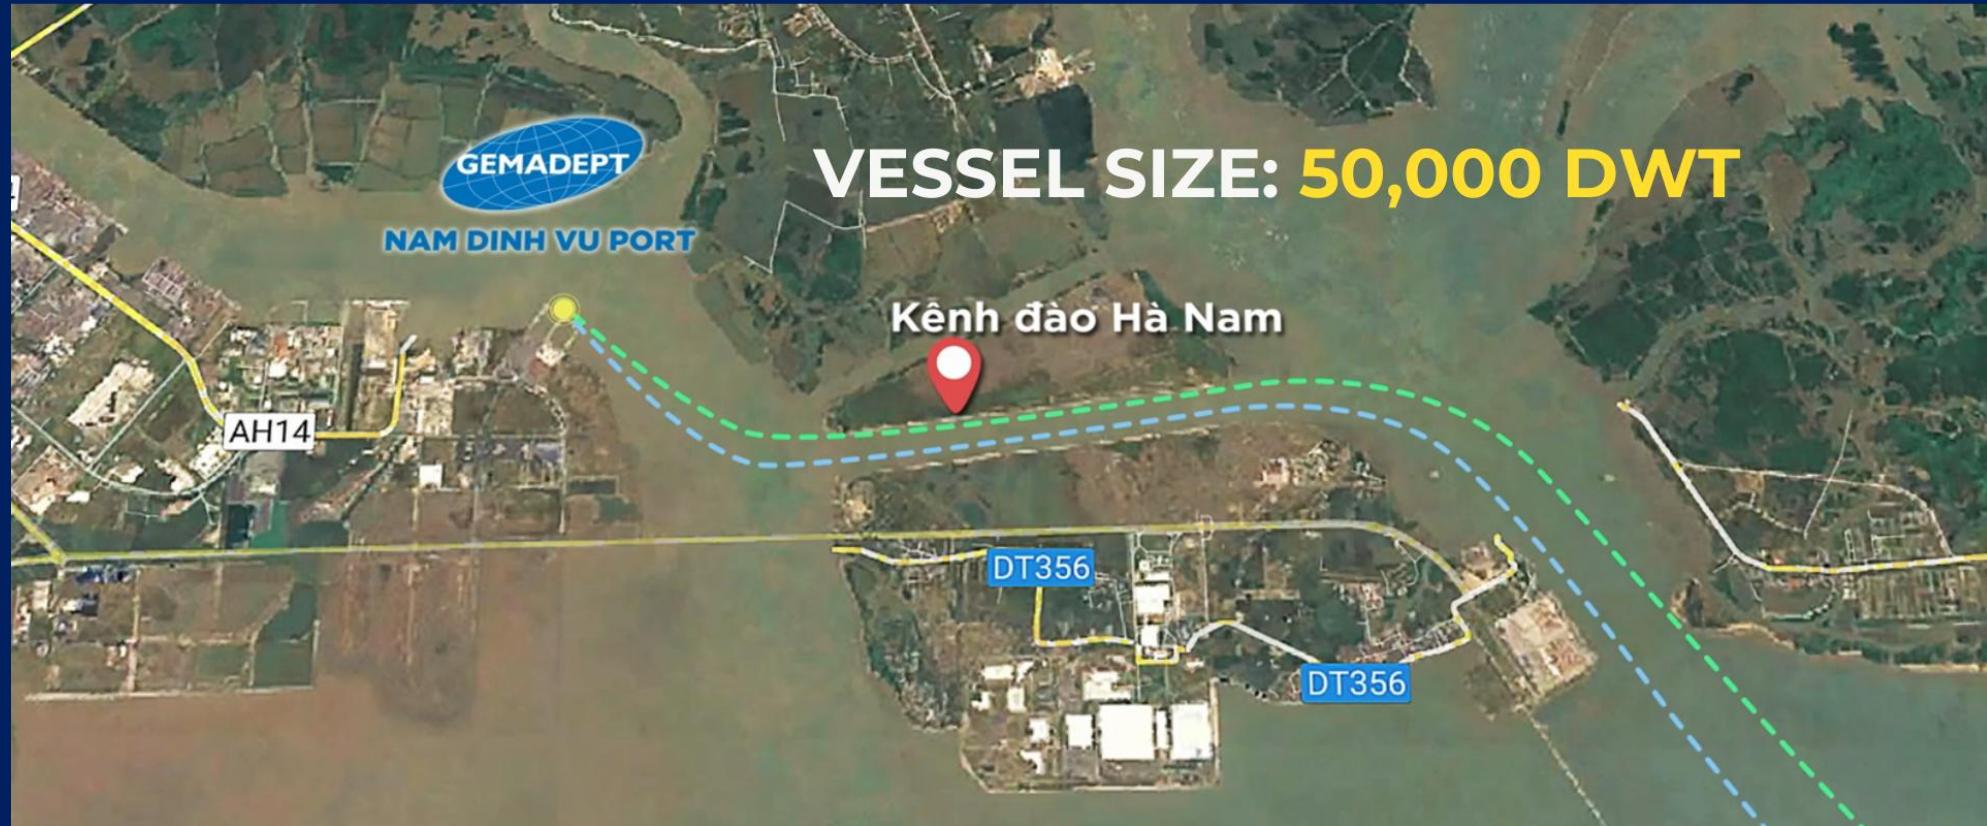 GEMADEPT
NAM DINH VU PORT
VESSEL SIZE: 50,000 DWT
Kênh đào Hà Nam
AH14
DT356
DT356